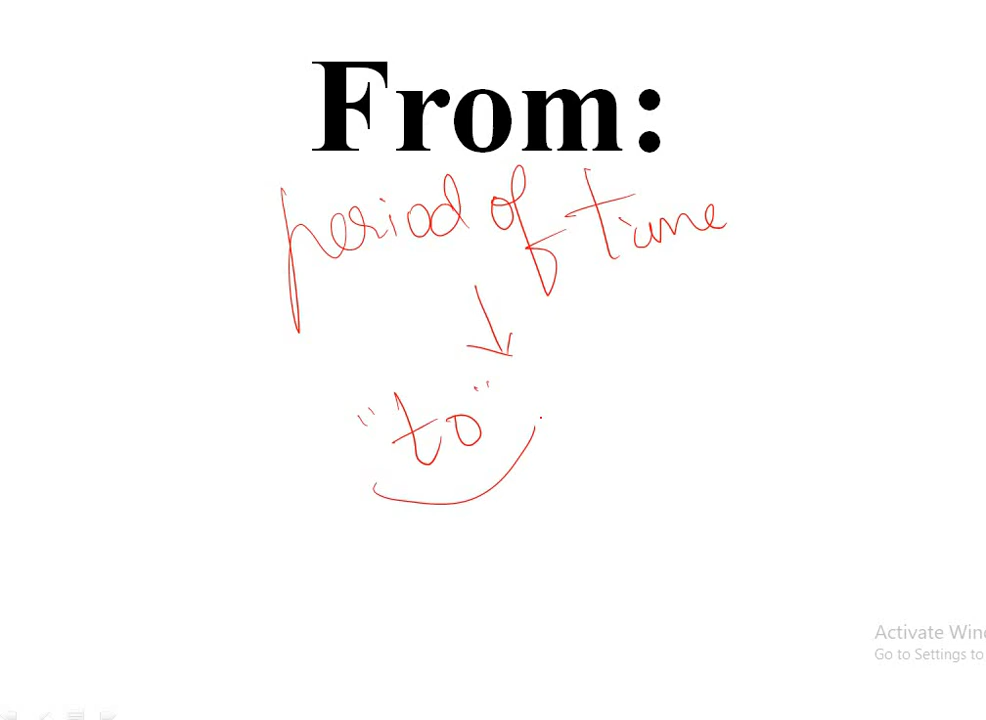 From:
period of time
"to"
Activate Win
Go to Settings to